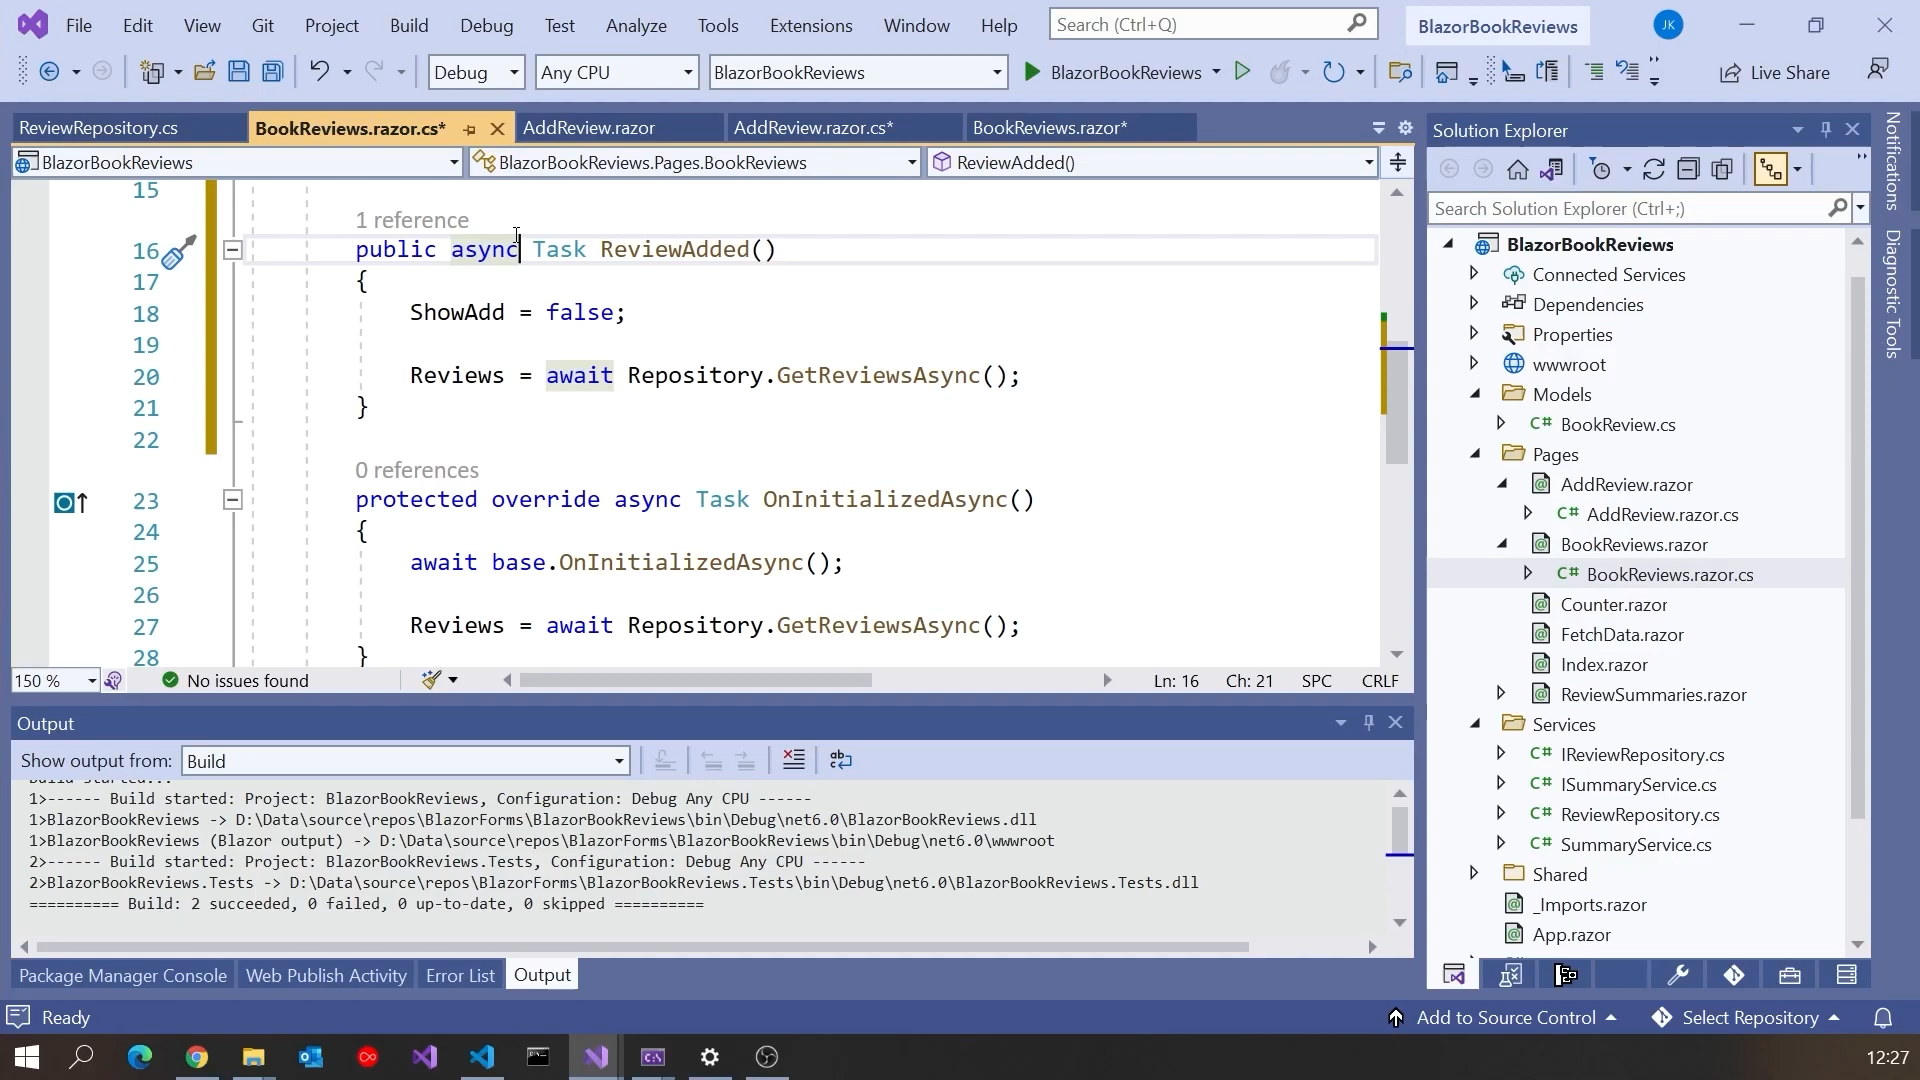 File Edit View Git Project Build Debug Test Analyze Tools Extensions Window Help Search (Ctrl+Q) BlazorBookReviews JK
Debug Any CPU BlazorBookReviews BlazorBookReviews Live Share
ReviewRepository.cs BookReviews.razor.cs* AddReview.razor AddReview.razor.cs* BookReviews.razor*
BlazorBookReviews BlazorBookReviews.Pages.BookReviews ReviewAdded()
15
1 reference
16 public async Task ReviewAdded()
17 {
18 ShowAdd = false;
19
20 Reviews = await Repository.GetReviewsAsync();
21 }
22
0 references
23 protected override async Task OnInitializedAsync()
24 {
25 await base.OnInitializedAsync();
26
27 Reviews = await Repository.GetReviewsAsync();
28 }
150 % No issues found Ln: 16 Ch: 21 SPC CRLF
Output
Show output from: Build
Build started...
1>------ Build started: Project: BlazorBookReviews, Configuration: Debug Any CPU ------
1>BlazorBookReviews -> D:\Data\source\repos\BlazorForms\BlazorBookReviews\bin\Debug\net6.0\BlazorBookReviews.dll
1>BlazorBookReviews (Blazor output) -> D:\Data\source\repos\BlazorForms\BlazorBookReviews\bin\Debug\net6.0\wwwroot
2>------ Build started: Project: BlazorBookReviews.Tests, Configuration: Debug Any CPU ------
2>BlazorBookReviews.Tests -> D:\Data\source\repos\BlazorForms\BlazorBookReviews.Tests\bin\Debug\net6.0\BlazorBookReviews.Tests.dll
========== Build: 2 succeeded, 0 failed, 0 up-to-date, 0 skipped ==========
Package Manager Console Web Publish Activity Error List Output
Solution Explorer
Search Solution Explorer (Ctrl+;)
BlazorBookReviews
Connected Services
Dependencies
Properties
wwwroot
Models
C# BookReview.cs
Pages
AddReview.razor
C# AddReview.razor.cs
BookReviews.razor
C# BookReviews.razor.cs
Counter.razor
FetchData.razor
Index.razor
ReviewSummaries.razor
Services
C# IReviewRepository.cs
C# ISummaryService.cs
C# ReviewRepository.cs
C# SummaryService.cs
Shared
_Imports.razor
App.razor
Notifications
Diagnostic Tools
Ready Add to Source Control Select Repository
12:27